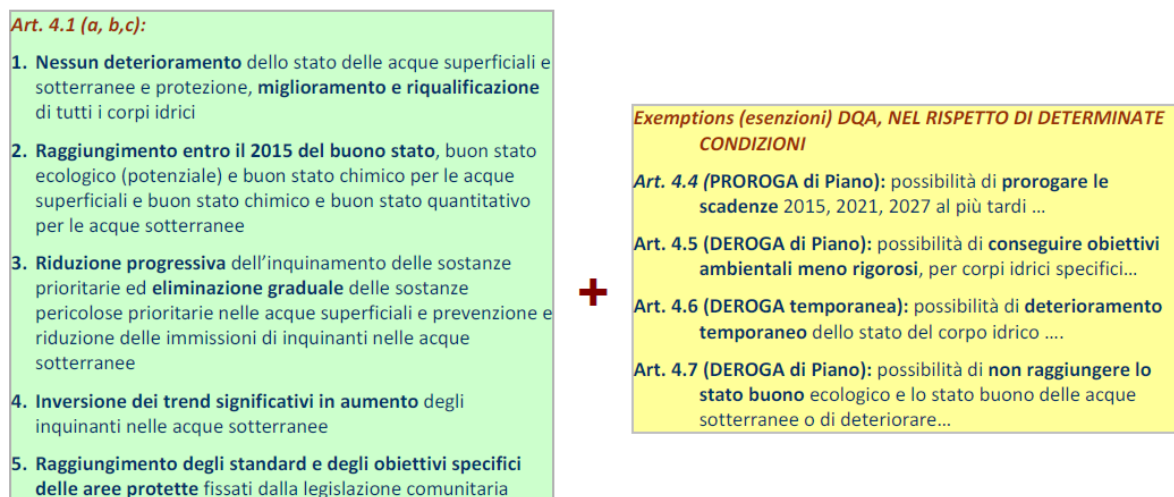 Art. 4.1 (a, b,c):
1. Nessun deterioramento dello stato delle acque superficiali e
sotterranee e protezione, miglioramento e riqualificazione
di tutti i corpi idrici
2. Raggiungimento entro il 2015 del buono stato, buon stato
ecologico (potenziale) e buon stato chimico per le acque
superficiali e buon stato chimico e buon stato quantitativo
per le acque sotterranee
3. Riduzione progressiva dell'inquinamento delle sostanze
prioritarie ed eliminazione graduale delle sostanze
pericolose prioritarie nelle acque superficiali e prevenzione e
riduzione delle immissioni di inquinanti nelle acque
sotterranee
4. Inversione dei trend significativi in aumento degli
inquinanti nelle acque sotterranee
5. Raggiungimento degli standard e degli obiettivi specifici
delle aree protette fissati dalla legislazione comunitaria
+
Exemptions (esenzioni) DQA, NEL RISPETTO DI DETERMINATE
CONDIZIONI
Art. 4.4 (PROROGA di Piano): possibilità di prorogare le
scadenze 2015, 2021, 2027 al più tardi ...
Art. 4.5 (DEROGA di Piano): possibilità di conseguire obiettivi
ambientali meno rigorosi, per corpi idrici specifici...
Art. 4.6 (DEROGA temporanea): possibilità di deterioramento
temporaneo dello stato del corpo idrico ....
Art. 4.7 (DEROGA di Piano): possibilità di non raggiungere lo
stato buono ecologico e lo stato buono delle acque
sotterranee o di deteriorare...